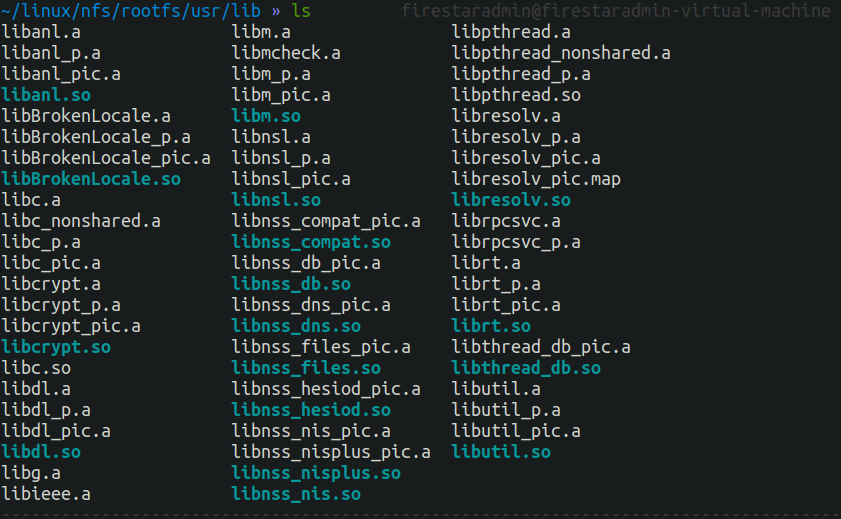 ~/linux/nfs/rootfs/usr/lib » ls firestaradmin@firestaradmin-virtual-machine
libanl.a libm.a libpthread.a
libanl_p.a libmcheck.a libpthread_nonshared.a
libanl_pic.a libm_p.a libpthread_p.a
libanl.so libm_pic.a libpthread.so
libBrokenLocale.a libm.so libresolv.a
libBrokenLocale_p.a libnsl.a libresolv_p.a
libBrokenLocale_pic.a libnsl_p.a libresolv_pic.a
libBrokenLocale.so libnsl_pic.a libresolv_pic.map
libc.a libnsl.so libresolv.so
libc_nonshared.a libnss_compat_pic.a librpcsvc.a
libc_p.a libnss_compat.so librpcsvc_p.a
libc_pic.a libnss_db_pic.a librt.a
libcrypt.a libnss_db.so librt_p.a
libcrypt_p.a libnss_dns_pic.a librt_pic.a
libcrypt_pic.a libnss_dns.so librt.so
libcrypt.so libnss_files_pic.a libthread_db_pic.a
libc.so libnss_files.so libthread_db.so
libdl.a libnss_hesiod_pic.a libutil.a
libdl_p.a libnss_hesiod.so libutil_p.a
libdl_pic.a libnss_nis_pic.a libutil_pic.a
libdl.so libnss_nisplus_pic.a libutil.so
libg.a libnss_nisplus.so
libieee.a libnss_nis.so